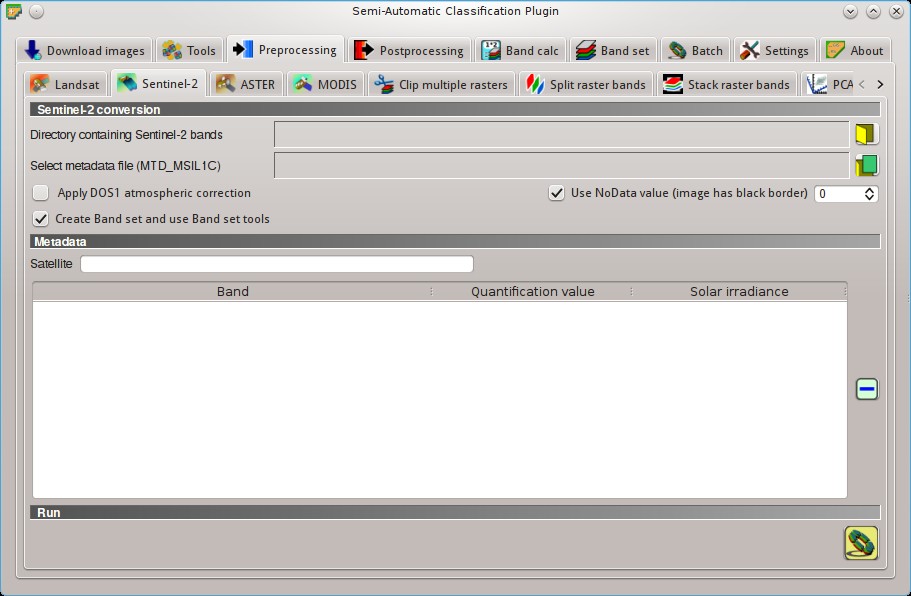 Semi-Automatic Classification Plugin
Download images Tools Preprocessing Postprocessing Band calc Band set Batch Settings About
Landsat Sentinel-2 ASTER MODIS Clip multiple rasters Split raster bands Stack raster bands PCA
Sentinel-2 conversion
Directory containing Sentinel-2 bands
Select metadata file (MTD_MSIL1C)
Apply DOS1 atmospheric correction Use NoData value (image has black border) 0
Create Band set and use Band set tools
Metadata
Satellite
Band Quantification value Solar irradiance
Run